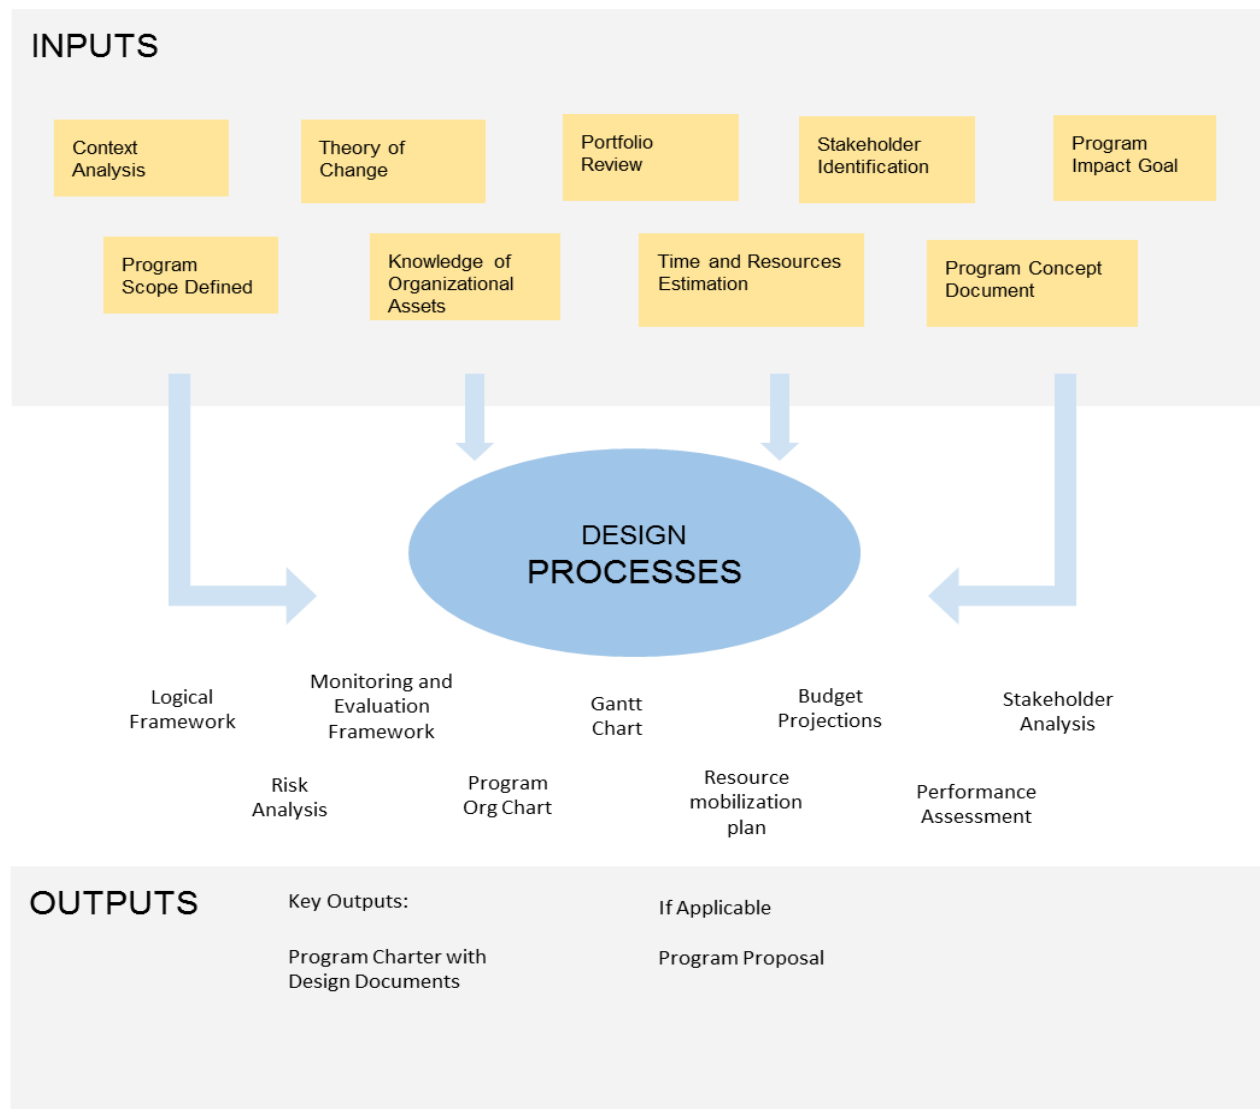 INPUTS
Context
Analysis
Theory of
Change
Portfolio
Review
Stakeholder
Identification
Program
Impact Goal
Program
Scope Defined
Knowledge of
Organizational
Assets
Time and Resources
Estimation
Program Concept
Document
DESIGN
PROCESSES
Logical
Framework
Monitoring and
Evaluation
Framework
Gantt
Chart
Budget
Projections
Stakeholder
Analysis
Risk
Analysis
Program
Org Chart
Resource
mobilization
plan
Performance
Assessment
OUTPUTS
Key Outputs:
Program Charter with
Design Documents
If Applicable
Program Proposal